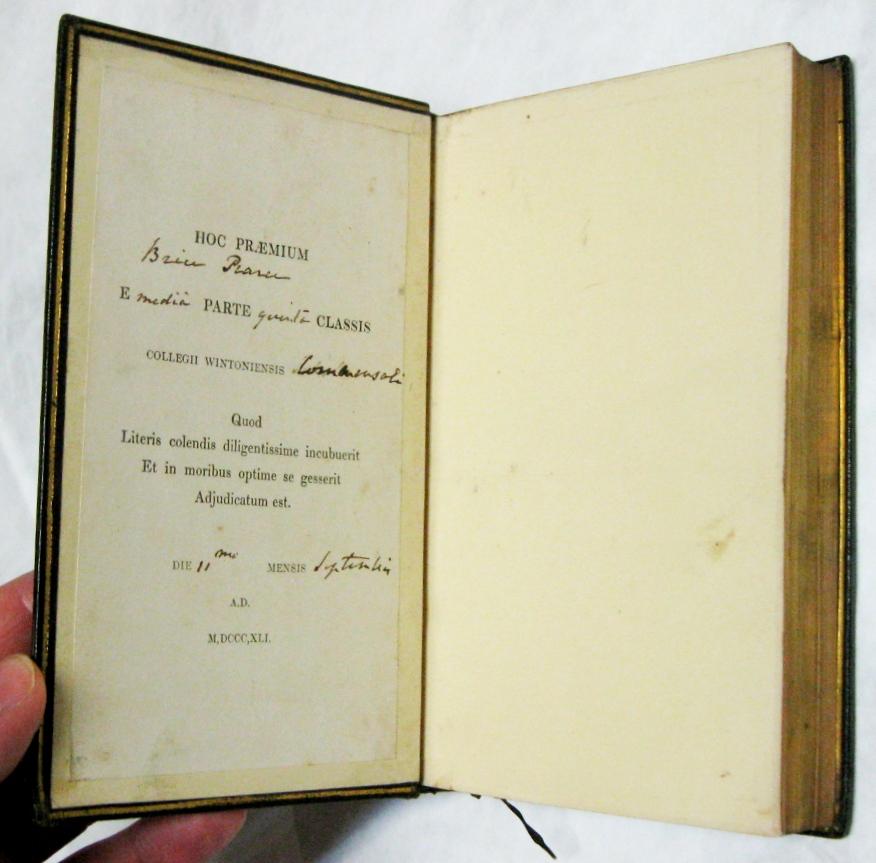 HOC PRÆMIUM
Brice Pearce
E mediâ PARTE quintâ CLASSIS
COLLEGII WINTONIENSIS Commensali
Quod
Literis colendis diligentissime incubuerit
Et in moribus optime se gesserit
Adjudicatum est.
DIE 11mo MENSIS Septembris
A.D.
M,DCCC,XLI.